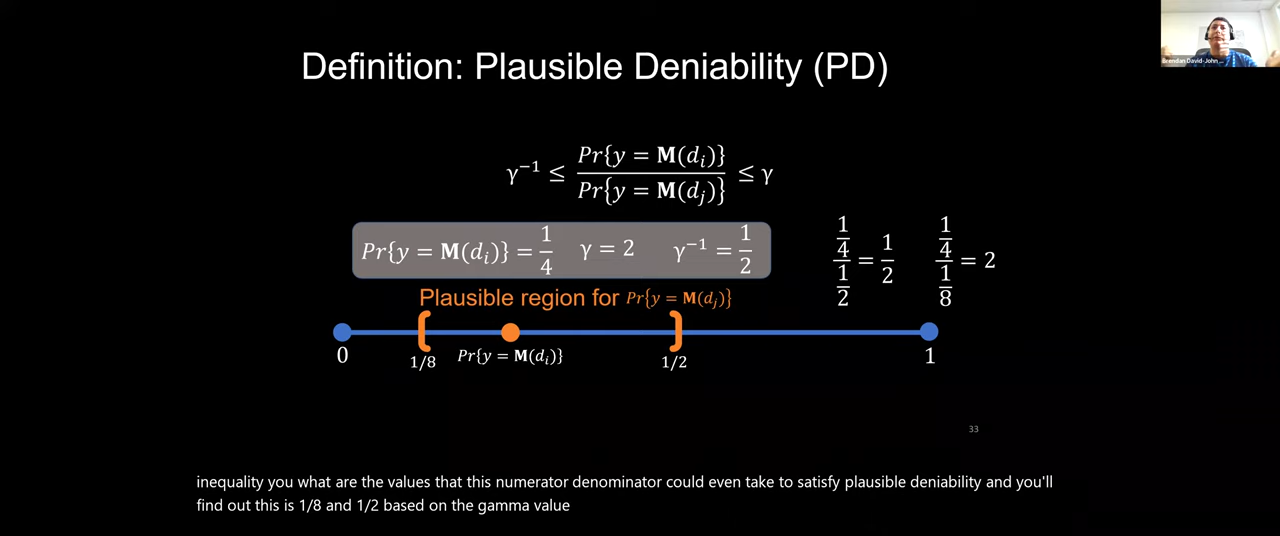 Brendan David-John ...
Definition: Plausible Deniability (PD)
γ⁻¹ ≤ Pr{y = M(dᵢ)} / Pr{y = M(dⱼ)} ≤ γ
Pr{y = M(dᵢ)} = 1/4 γ = 2 γ⁻¹ = 1/2
1/4 / 1/2 = 1/2
1/4 / 1/8 = 2
Plausible region for Pr{y = M(dⱼ)}
0 1/8 Pr{y = M(dᵢ)} 1/2 1
33
inequality you what are the values that this numerator denominator could even take to satisfy plausible deniability and you'll
find out this is 1/8 and 1/2 based on the gamma value